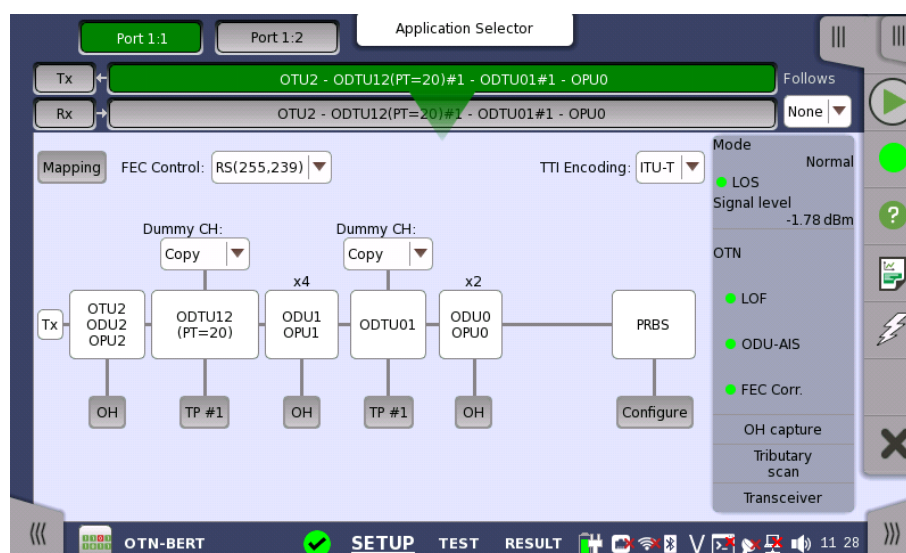 Application Selector
Port 1:1
Port 1:2
Tx
OTU2 - ODTU12(PT=20)#1 - ODTU01#1 - OPU0
Follows
Rx
OTU2 - ODTU12(PT=20)#1 - ODTU01#1 - OPU0
None
Mapping
FEC Control:
RS(255,239)
TTI Encoding:
ITU-T
Dummy CH:
Copy
Dummy CH:
Copy
x4
x2
Tx
OTU2
ODU2
OPU2
ODTU12
(PT=20)
ODU1
OPU1
ODTU01
ODU0
OPU0
PRBS
OH
TP #1
OH
TP #1
OH
Configure
Mode
Normal
LOS
Signal level
-1.78 dBm
OTN
LOF
ODU-AIS
FEC Corr.
OH capture
Tributary
scan
Transceiver
OTN-BERT
SETUP
TEST
RESULT
11 28